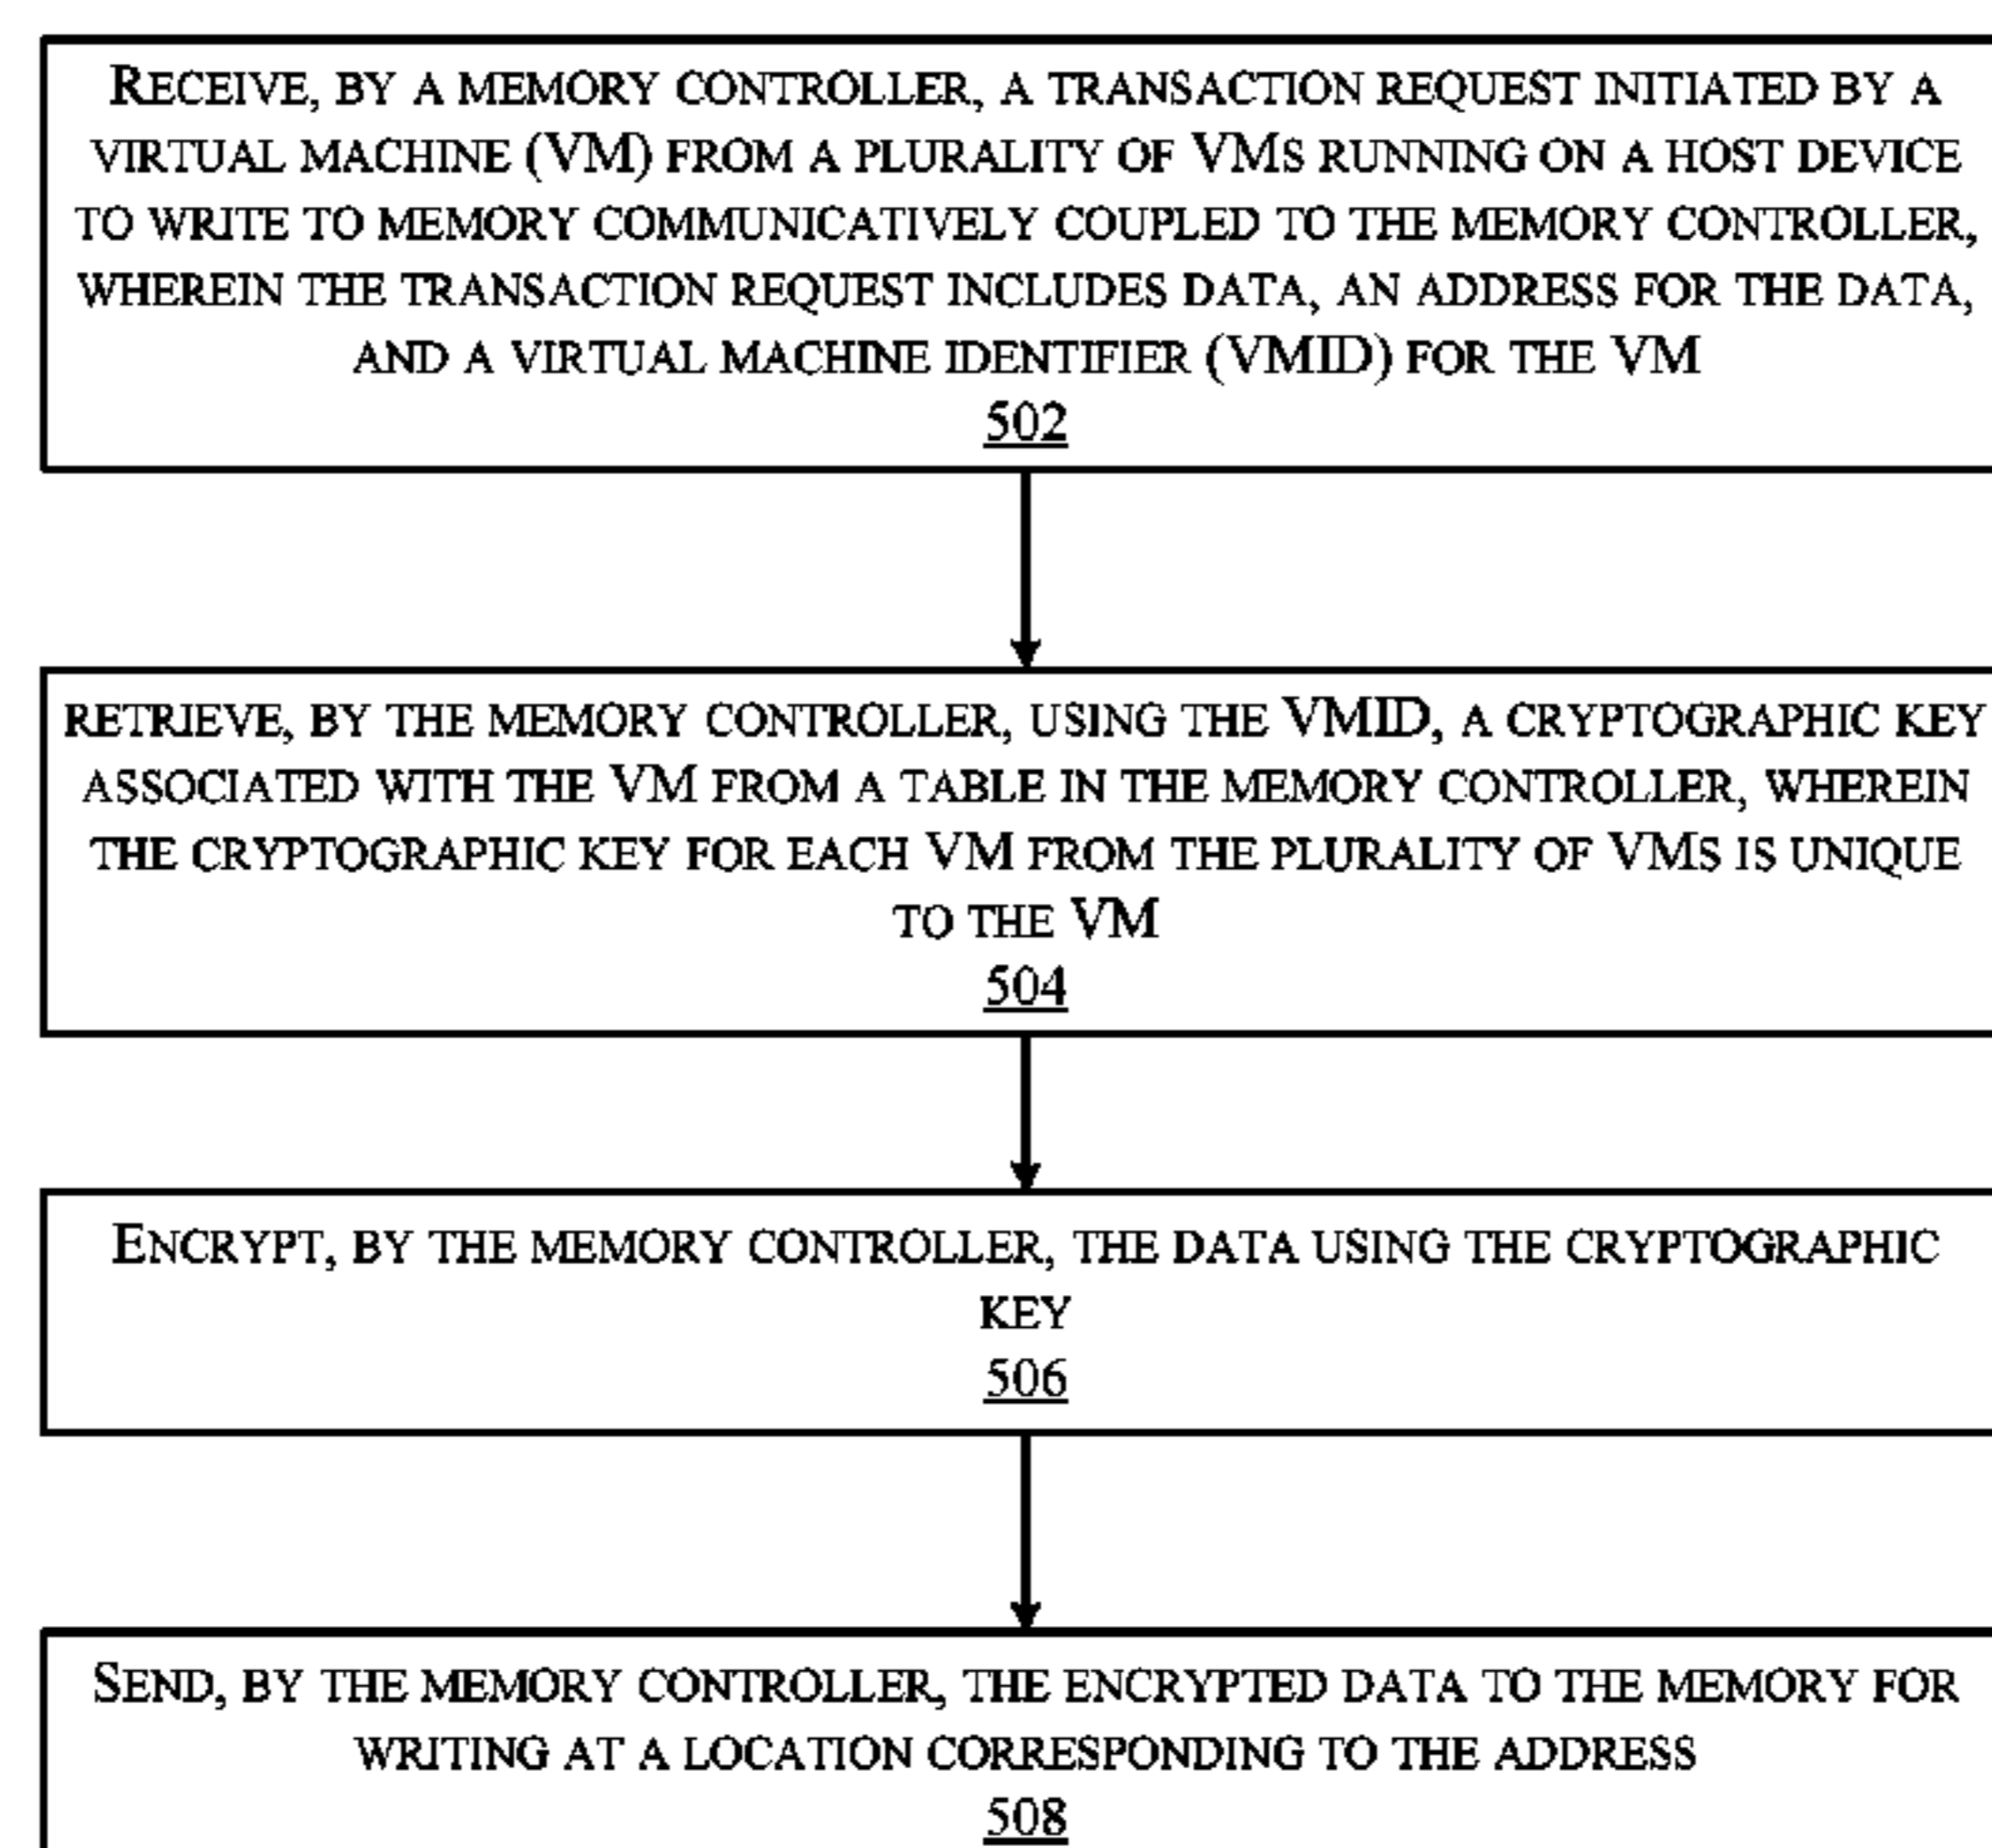 RECEIVE, BY A MEMORY CONTROLLER, A TRANSACTION REQUEST INITIATED BY A
VIRTUAL MACHINE (VM) FROM A PLURALITY OF VMS RUNNING ON A HOST DEVICE
TO WRITE TO MEMORY COMMUNICATIVELY COUPLED TO THE MEMORY CONTROLLER,
WHEREIN THE TRANSACTION REQUEST INCLUDES DATA, AN ADDRESS FOR THE DATA,
AND A VIRTUAL MACHINE IDENTIFIER (VMID) FOR THE VM
502
RETRIEVE, BY THE MEMORY CONTROLLER, USING THE VMID, A CRYPTOGRAPHIC KEY
ASSOCIATED WITH THE VM FROM A TABLE IN THE MEMORY CONTROLLER, WHEREIN
THE CRYPTOGRAPHIC KEY FOR EACH VM FROM THE PLURALITY OF VMS IS UNIQUE
TO THE VM
504
ENCRYPT, BY THE MEMORY CONTROLLER, THE DATA USING THE CRYPTOGRAPHIC
KEY
506
SEND, BY THE MEMORY CONTROLLER, THE ENCRYPTED DATA TO THE MEMORY FOR
WRITING AT A LOCATION CORRESPONDING TO THE ADDRESS
508